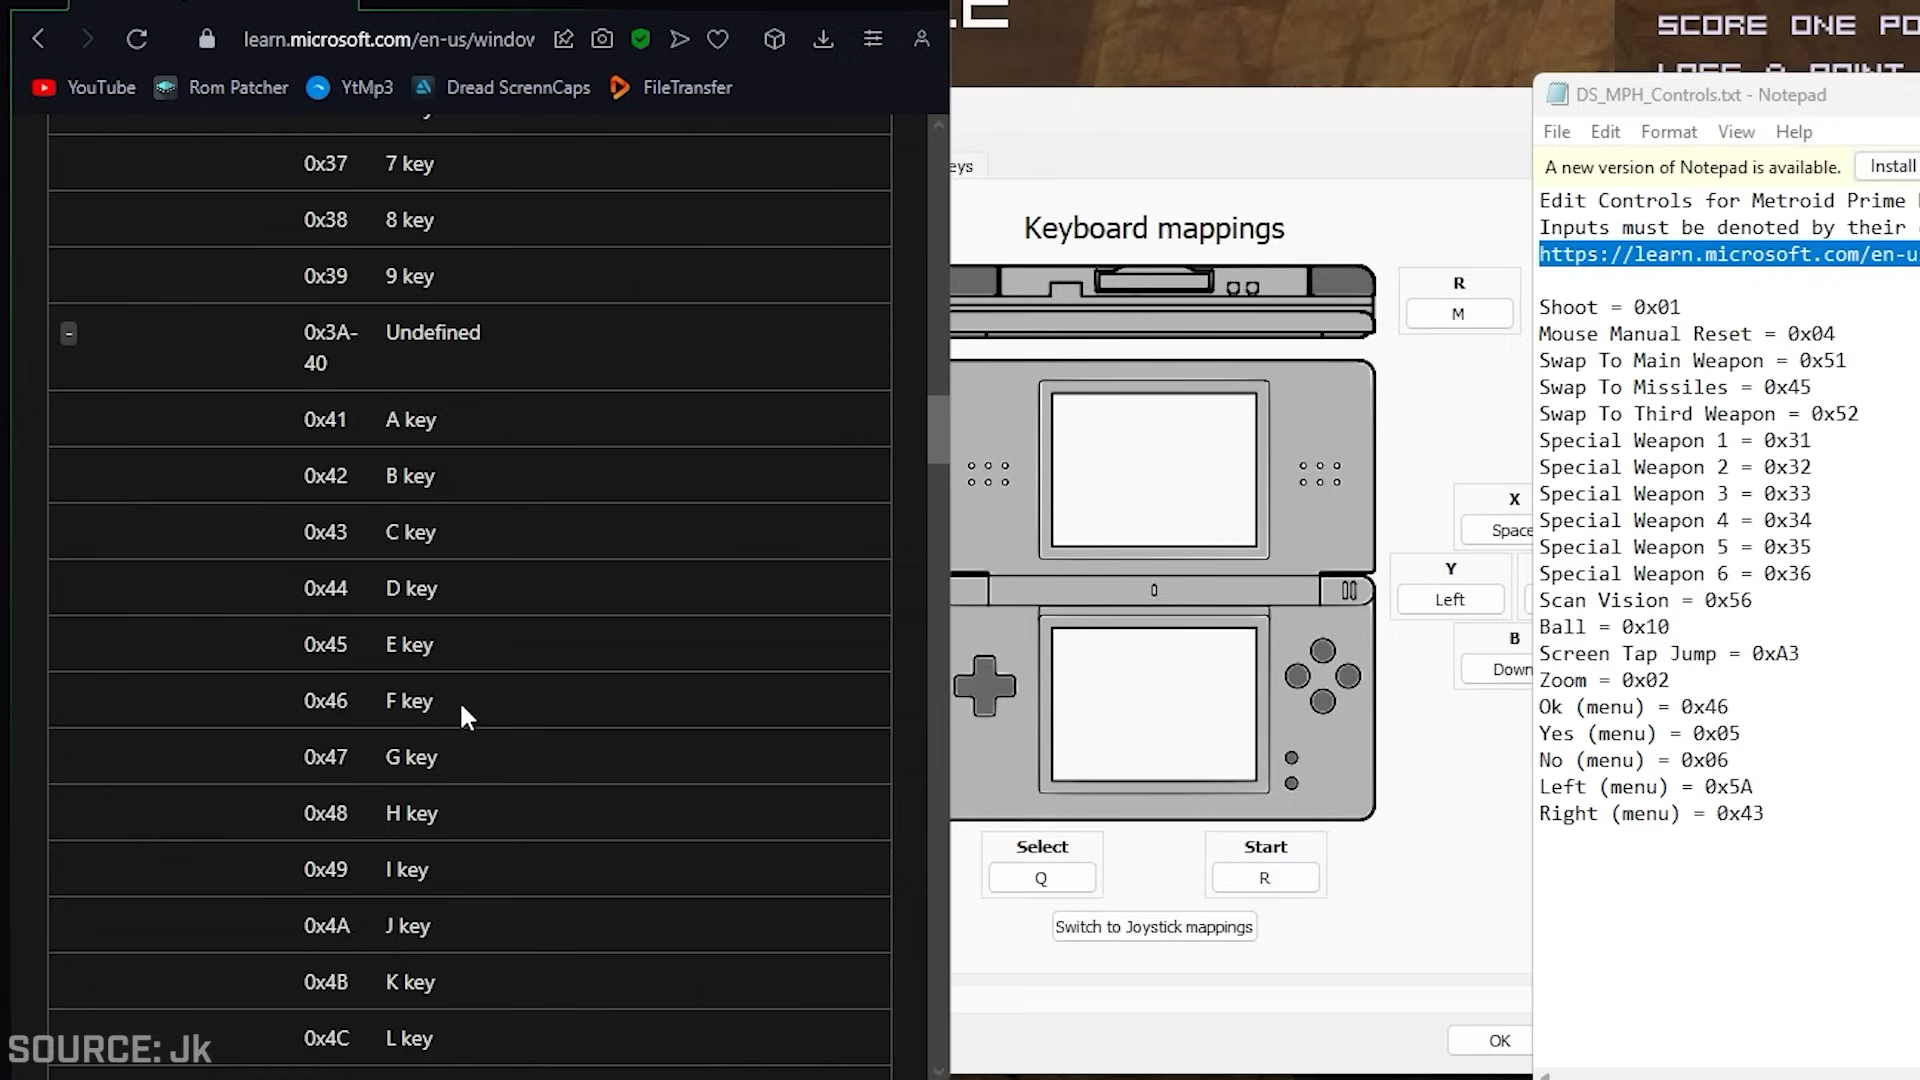 learn.microsoft.com/en-us/windov
YouTube
Rom Patcher
YtMp3
Dread ScrennCaps
FileTransfer
0x37 7 key
0x38 8 key
0x39 9 key
-
0x3A-
40
Undefined
0x41 A key
0x42 B key
0x43 C key
0x44 D key
0x45 E key
0x46 F key
0x47 G key
0x48 H key
0x49 I key
0x4A J key
0x4B K key
0x4C L key
SOURCE: Jk
eys
Keyboard mappings
R
M
X
Space
Y
Left
B
Down
Select
Q
Start
R
Switch to Joystick mappings
OK
SCORE ONE PO
DS_MPH_Controls.txt - Notepad
File Edit Format View Help
A new version of Notepad is available.
Install
Edit Controls for Metroid Prime
Inputs must be denoted by their
https://learn.microsoft.com/en-u
Shoot = 0x01
Mouse Manual Reset = 0x04
Swap To Main Weapon = 0x51
Swap To Missiles = 0x45
Swap To Third Weapon = 0x52
Special Weapon 1 = 0x31
Special Weapon 2 = 0x32
Special Weapon 3 = 0x33
Special Weapon 4 = 0x34
Special Weapon 5 = 0x35
Special Weapon 6 = 0x36
Scan Vision = 0x56
Ball = 0x10
Screen Tap Jump = 0xA3
Zoom = 0x02
Ok (menu) = 0x46
Yes (menu) = 0x05
No (menu) = 0x06
Left (menu) = 0x5A
Right (menu) = 0x43